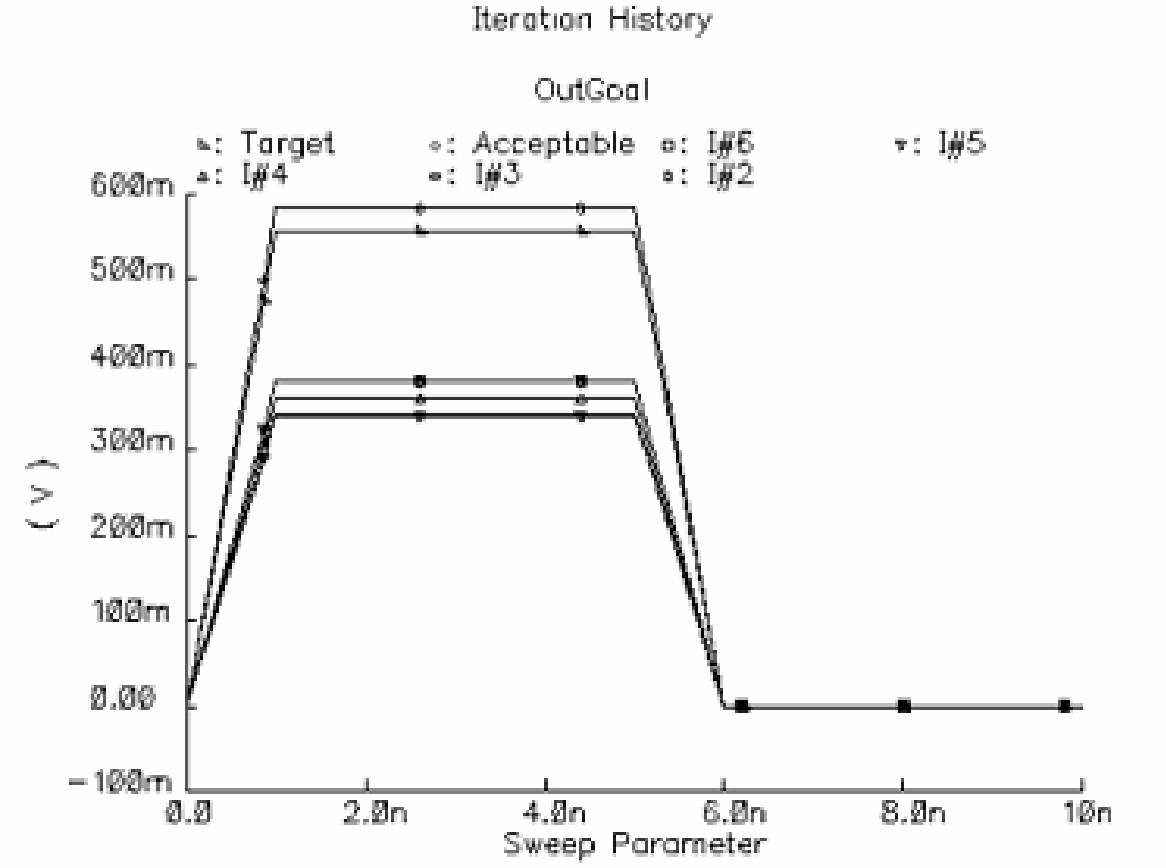 Iteration History
OutGoal
: Target : Acceptable : I#6 : I#5
: I#4 : I#3 : I#2
600m
500m
400m
300m
200m
100m
0.00
-100m
(V)
0.0 2.0n 4.0n 6.0n 8.0n 10n
Sweep Parameter